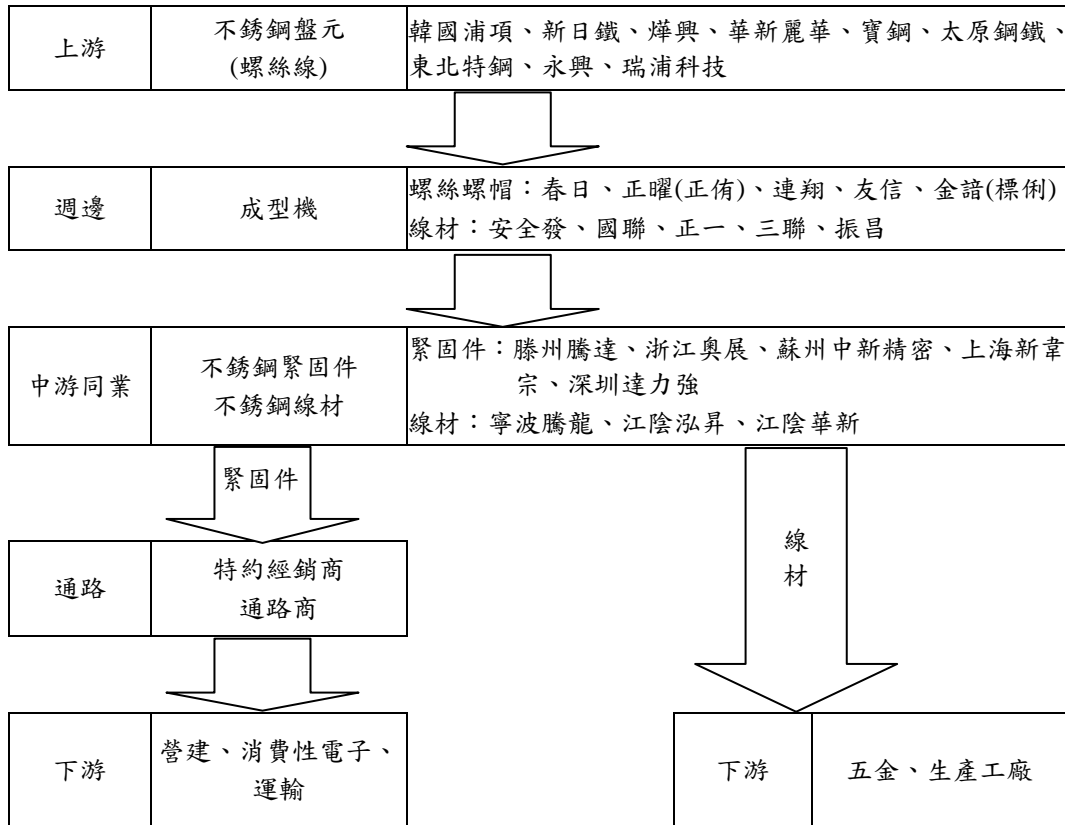 上游
不銹鋼盤元
(螺絲線)
韓國浦項、新日鐵、燁興、華新麗華、寶鋼、太原鋼鐵、
東北特鋼、永興、瑞浦科技
週邊
成型機
螺絲螺帽：春日、正曜(正侑)、連翔、友信、金諳(標俐)
線材：安全發、國聯、正一、三聯、振昌
中游同業
不銹鋼緊固件
不銹鋼線材
緊固件：滕州騰達、浙江奧展、蘇州中新精密、上海新韋
宗、深圳達力強
線材：寧波騰龍、江陰泓昇、江陰華新
緊固件
線
材
通路
特約經銷商
通路商
下游
營建、消費性電子、
運輸
下游
五金、生產工廠